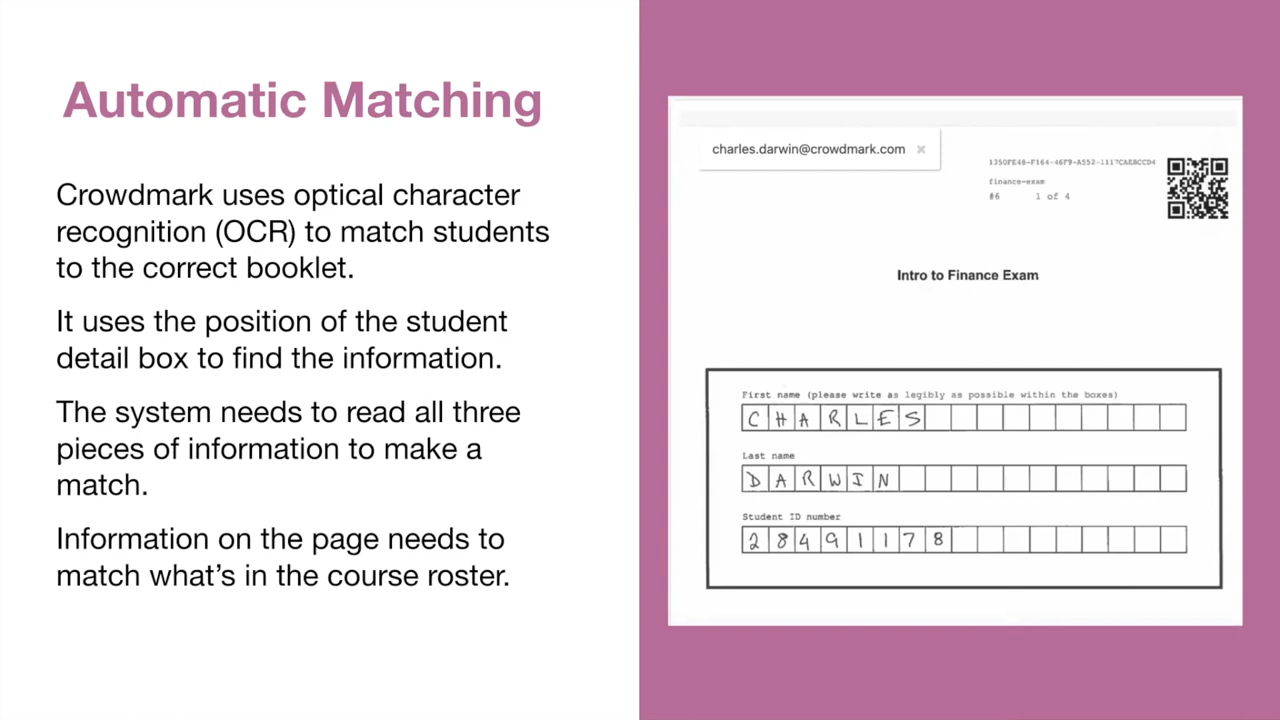 Automatic Matching
Crowdmark uses optical character
recognition (OCR) to match students
to the correct booklet.
It uses the position of the student
detail box to find the information.
The system needs to read all three
pieces of information to make a
match.
Information on the page needs to
match what's in the course roster.
charles.darwin@crowdmark.com ×
finance-exam
#6 1 of 4
Intro to Finance Exam
First name (please write as legibly as possible within the boxes)
CHARLES
Last name
DARWIN
Student ID number
28491178